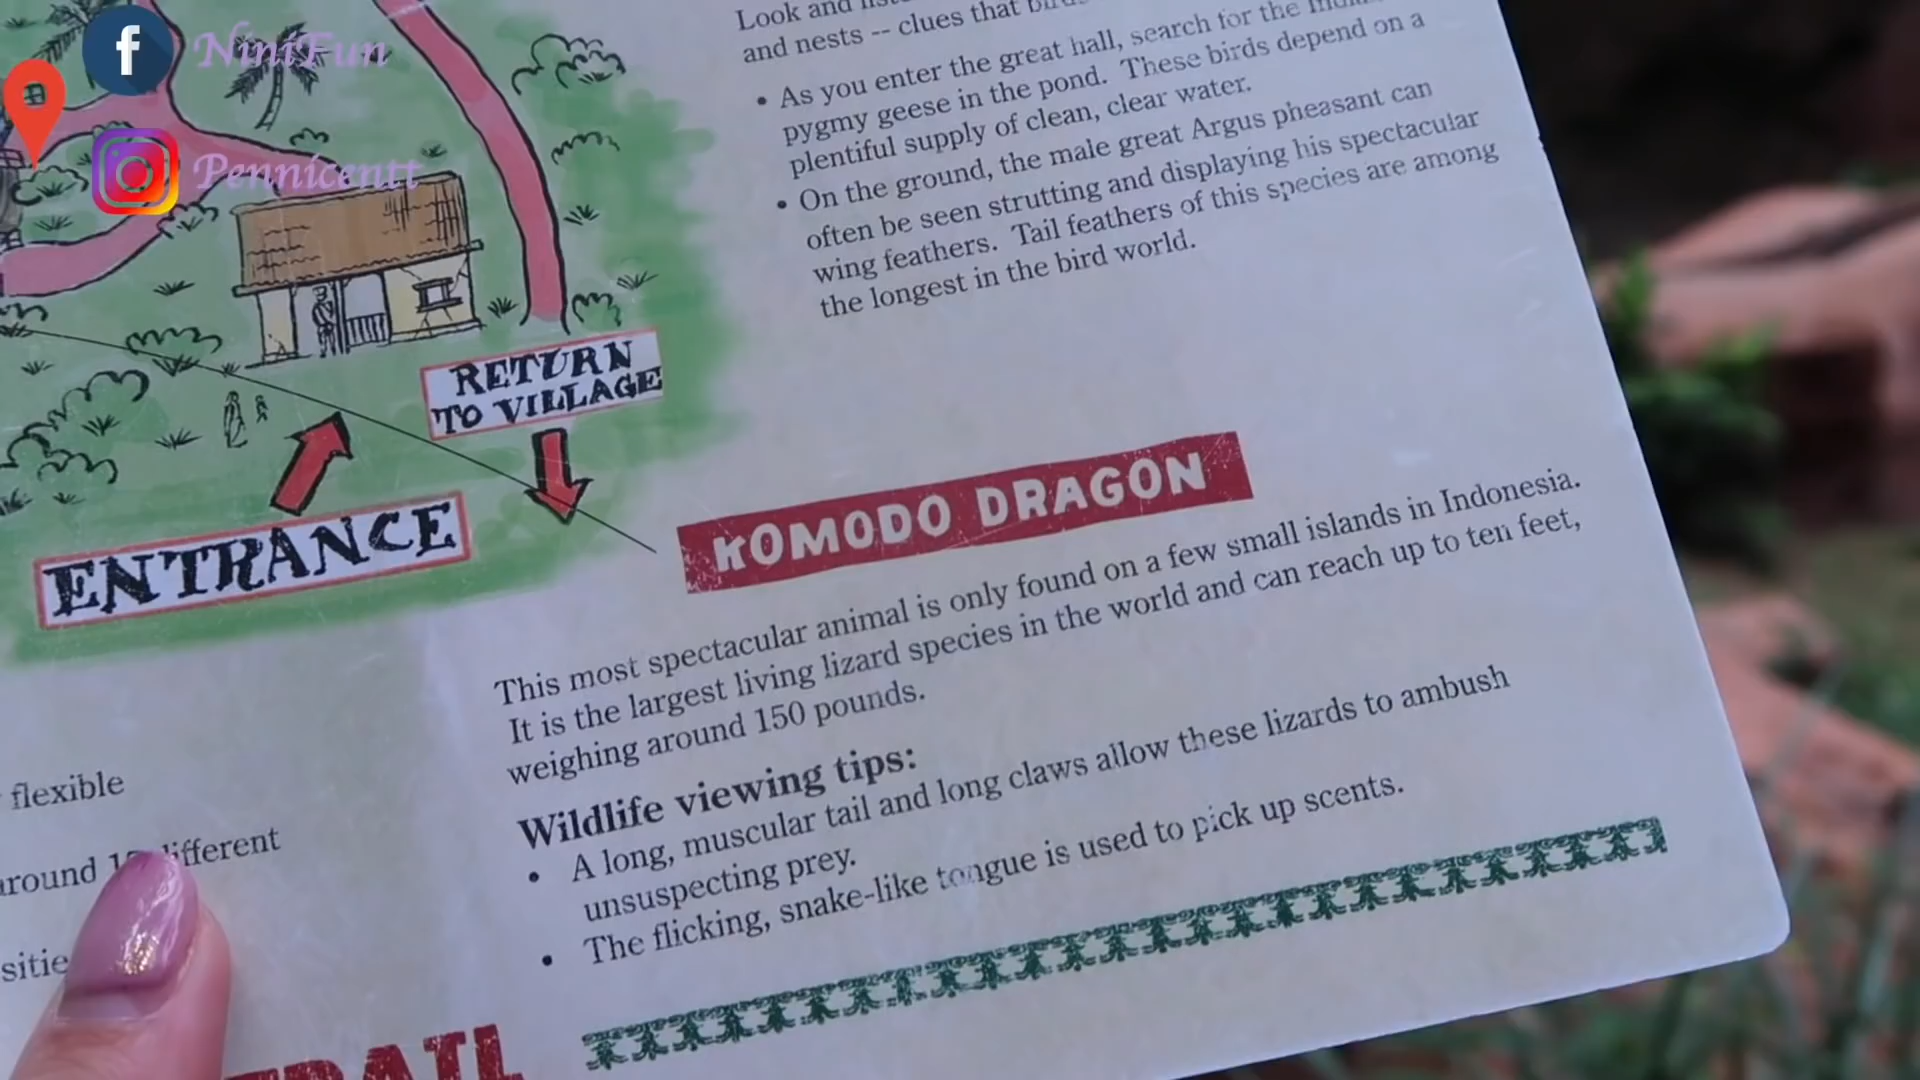 NiniFun
Pennicentt
RETURN
TO VILLAGE
ENTRANCE
Look and
and nests -- clues that
• As you enter the great hall, search for the
pygmy geese in the pond. These birds depend on a
plentiful supply of clean, clear water.
• On the ground, the male great Argus pheasant can
often be seen strutting and displaying his spectacular
wing feathers. Tail feathers of this species are among
the longest in the bird world.
KOMODO DRAGON
This most spectacular animal is only found on a few small islands in Indonesia.
It is the largest living lizard species in the world and can reach up to ten feet,
weighing around 150 pounds.
Wildlife viewing tips:
• A long, muscular tail and long claws allow these lizards to ambush
unsuspecting prey.
• The flicking, snake-like tongue is used to pick up scents.
flexible
around different
TRAIL